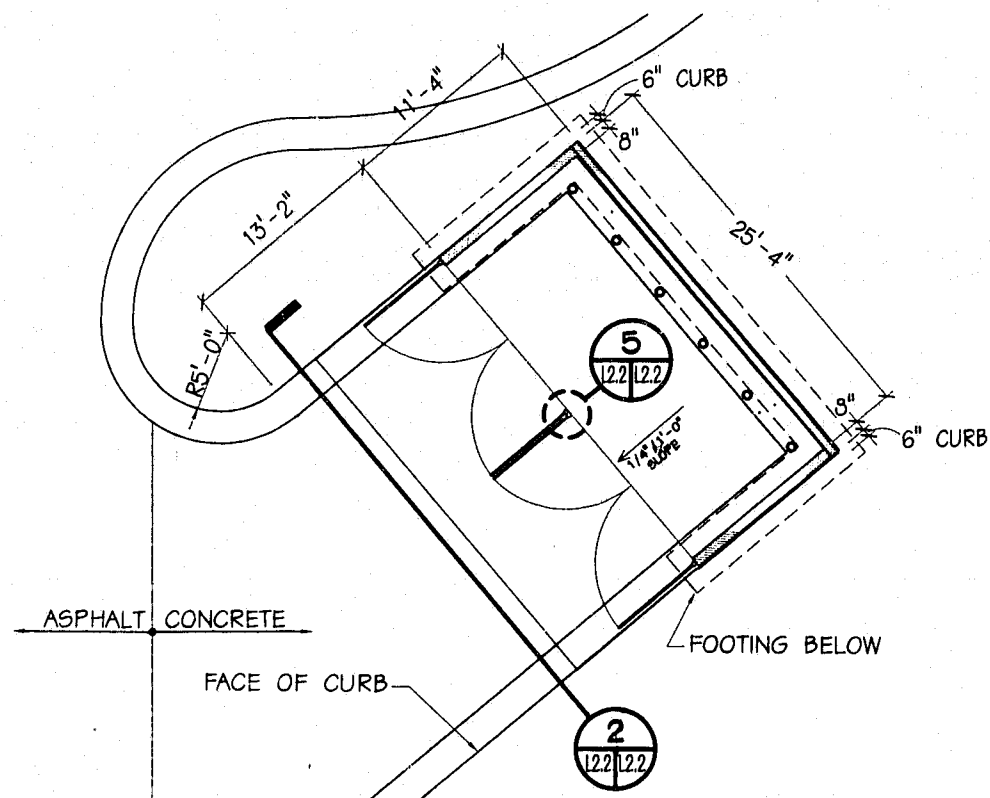 6" CURB
11'-4"
8"
13'-2"
25'-4"
R5'-0"
5
L2.2 L2.2
8"
6" CURB
1/4"/1'-0"
SLOPE
ASPHALT CONCRETE
FOOTING BELOW
FACE OF CURB
2
L2.2 L2.2